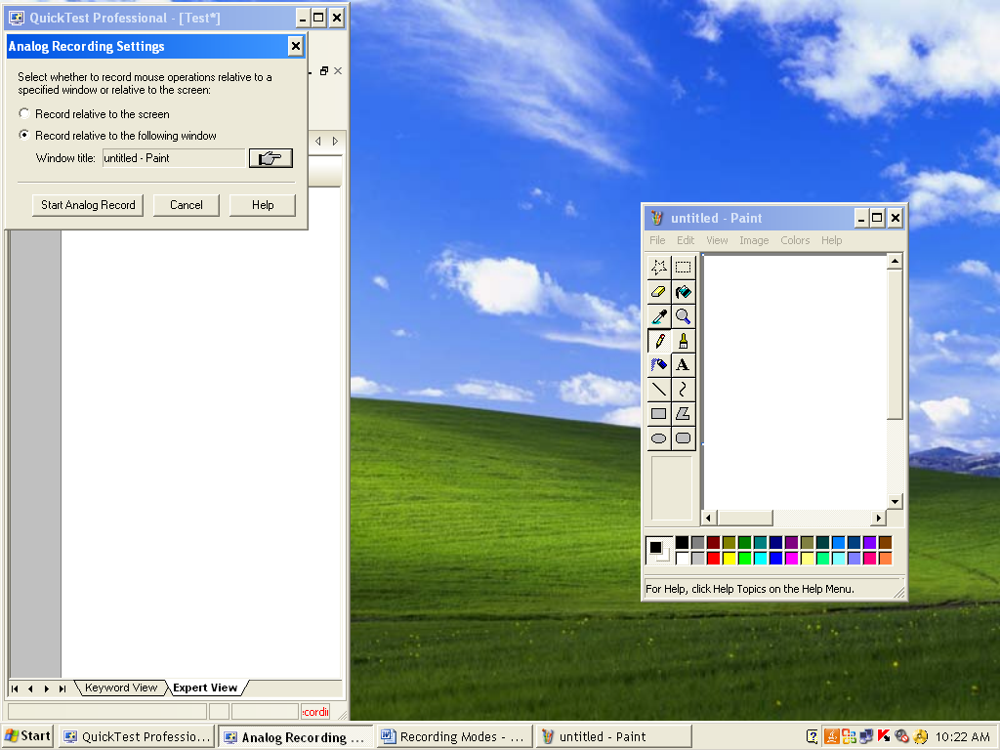 QuickTest Professional - [Test*]
Analog Recording Settings
Select whether to record mouse operations relative to a
specified window or relative to the screen:
Record relative to the screen
Record relative to the following window
Window title: untitled - Paint
Start Analog Record Cancel Help
untitled - Paint
File Edit View Image Colors Help
A
For Help, click Help Topics on the Help Menu.
Keyword View Expert View
cordi
Start QuickTest Professio... Analog Recording ... Recording Modes - ... untitled - Paint 10:22 AM